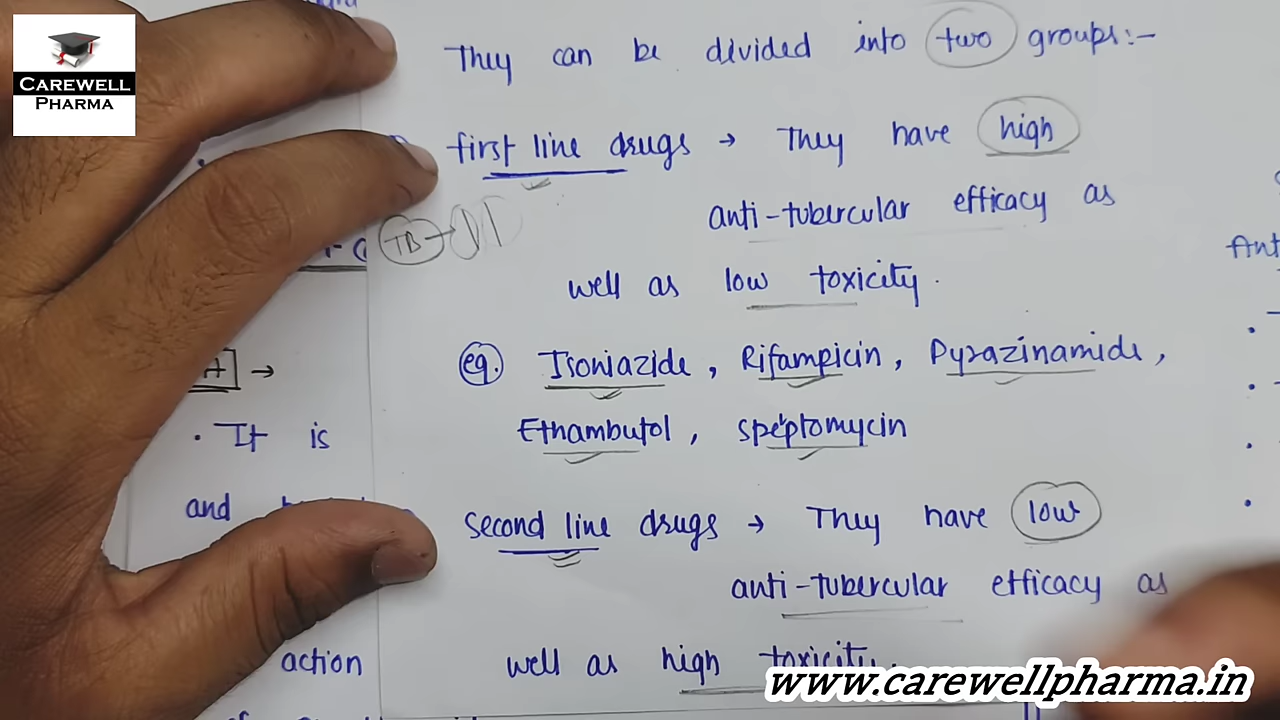 CAREWELL
PHARMA
They can be divided into two groups:-
first line drugs → They have high
anti-tubercular efficacy as
well as low toxicity.
TB →
eg. Isoniazide, Rifampicin, Pyrazinamide,
Ethambutol, Speptomycin
second line drugs → They have low
anti-tubercular efficacy as
well as high toxicity.
→
. It is
and
action
Ant
www.carewellpharma.in